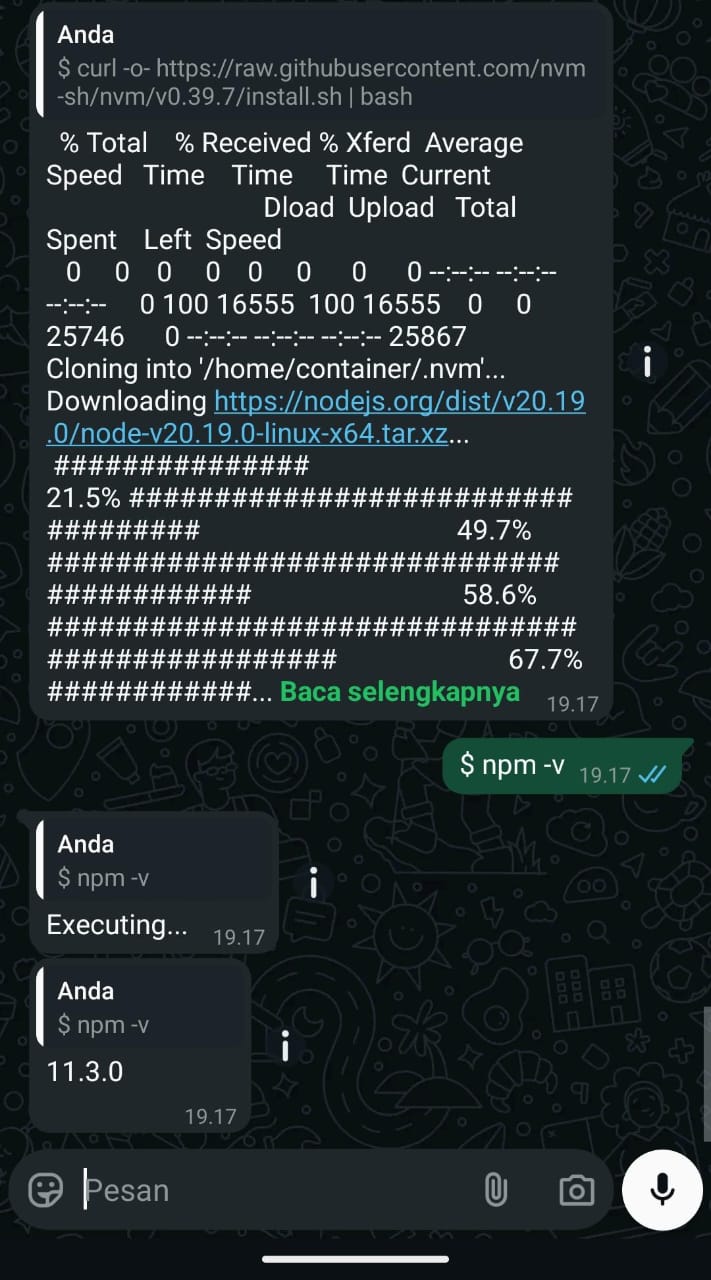 Anda
$ curl -o- https://raw.githubusercontent.com/nvm
-sh/nvm/v0.39.7/install.sh | bash
% Total % Received % Xferd Average
Speed Time Time Time Current
Dload Upload Total
Spent Left Speed
0 0 0 0 0 0 0 0 --:--:-- --:--:--
--:--:-- 0 100 16555 100 16555 0 0
25746 0 --:--:-- --:--:-- --:--:-- 25867
Cloning into '/home/container/.nvm'...
Downloading https://nodejs.org/dist/v20.19
.0/node-v20.19.0-linux-x64.tar.xz...
###############
21.5% ##########################
######### 49.7%
##############################
############ 58.6%
###############################
################# 67.7%
############... Baca selengkapnya 19.17
$ npm -v 19.17
Anda
$ npm -v
Executing... 19.17
Anda
$ npm -v
11.3.0
19.17
Pesan